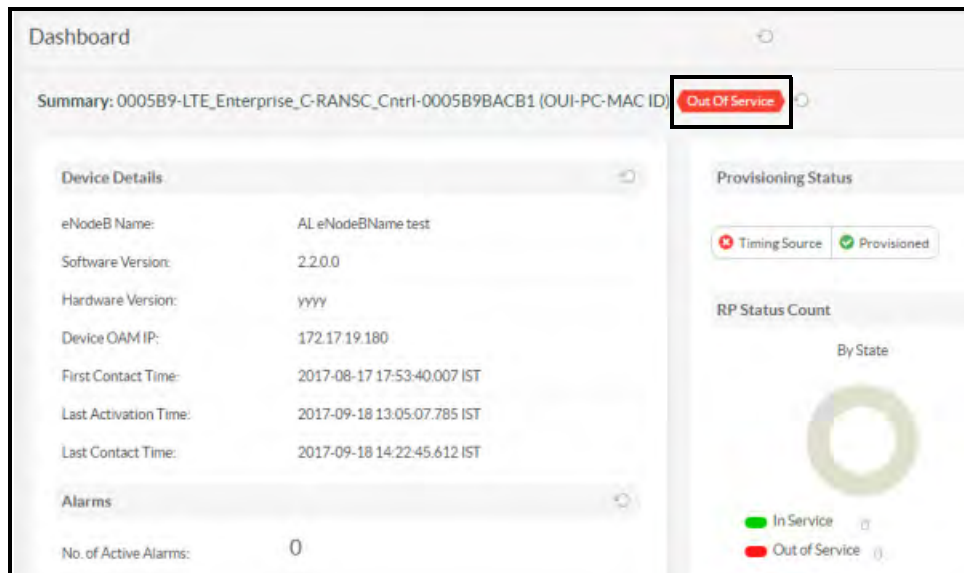 Dashboard
Summary: 0005B9-LTE_Enterprise_C-RANSC_Cntrl-0005B9BACB1 (OUI-PC-MAC ID) Out Of Service
Device Details
eNodeB Name: AL eNodeBName test
Software Version: 2.2.0.0
Hardware Version: yyyy
Device OAM IP: 172.17.19.180
First Contact Time: 2017-08-17 17:53:40.007 IST
Last Activation Time: 2017-09-18 13:05:07.785 IST
Last Contact Time: 2017-09-18 14:22:45.612 IST
Alarms
No. of Active Alarms: 0
Provisioning Status
Timing Source Provisioned
RP Status Count
By State
In Service
Out of Service